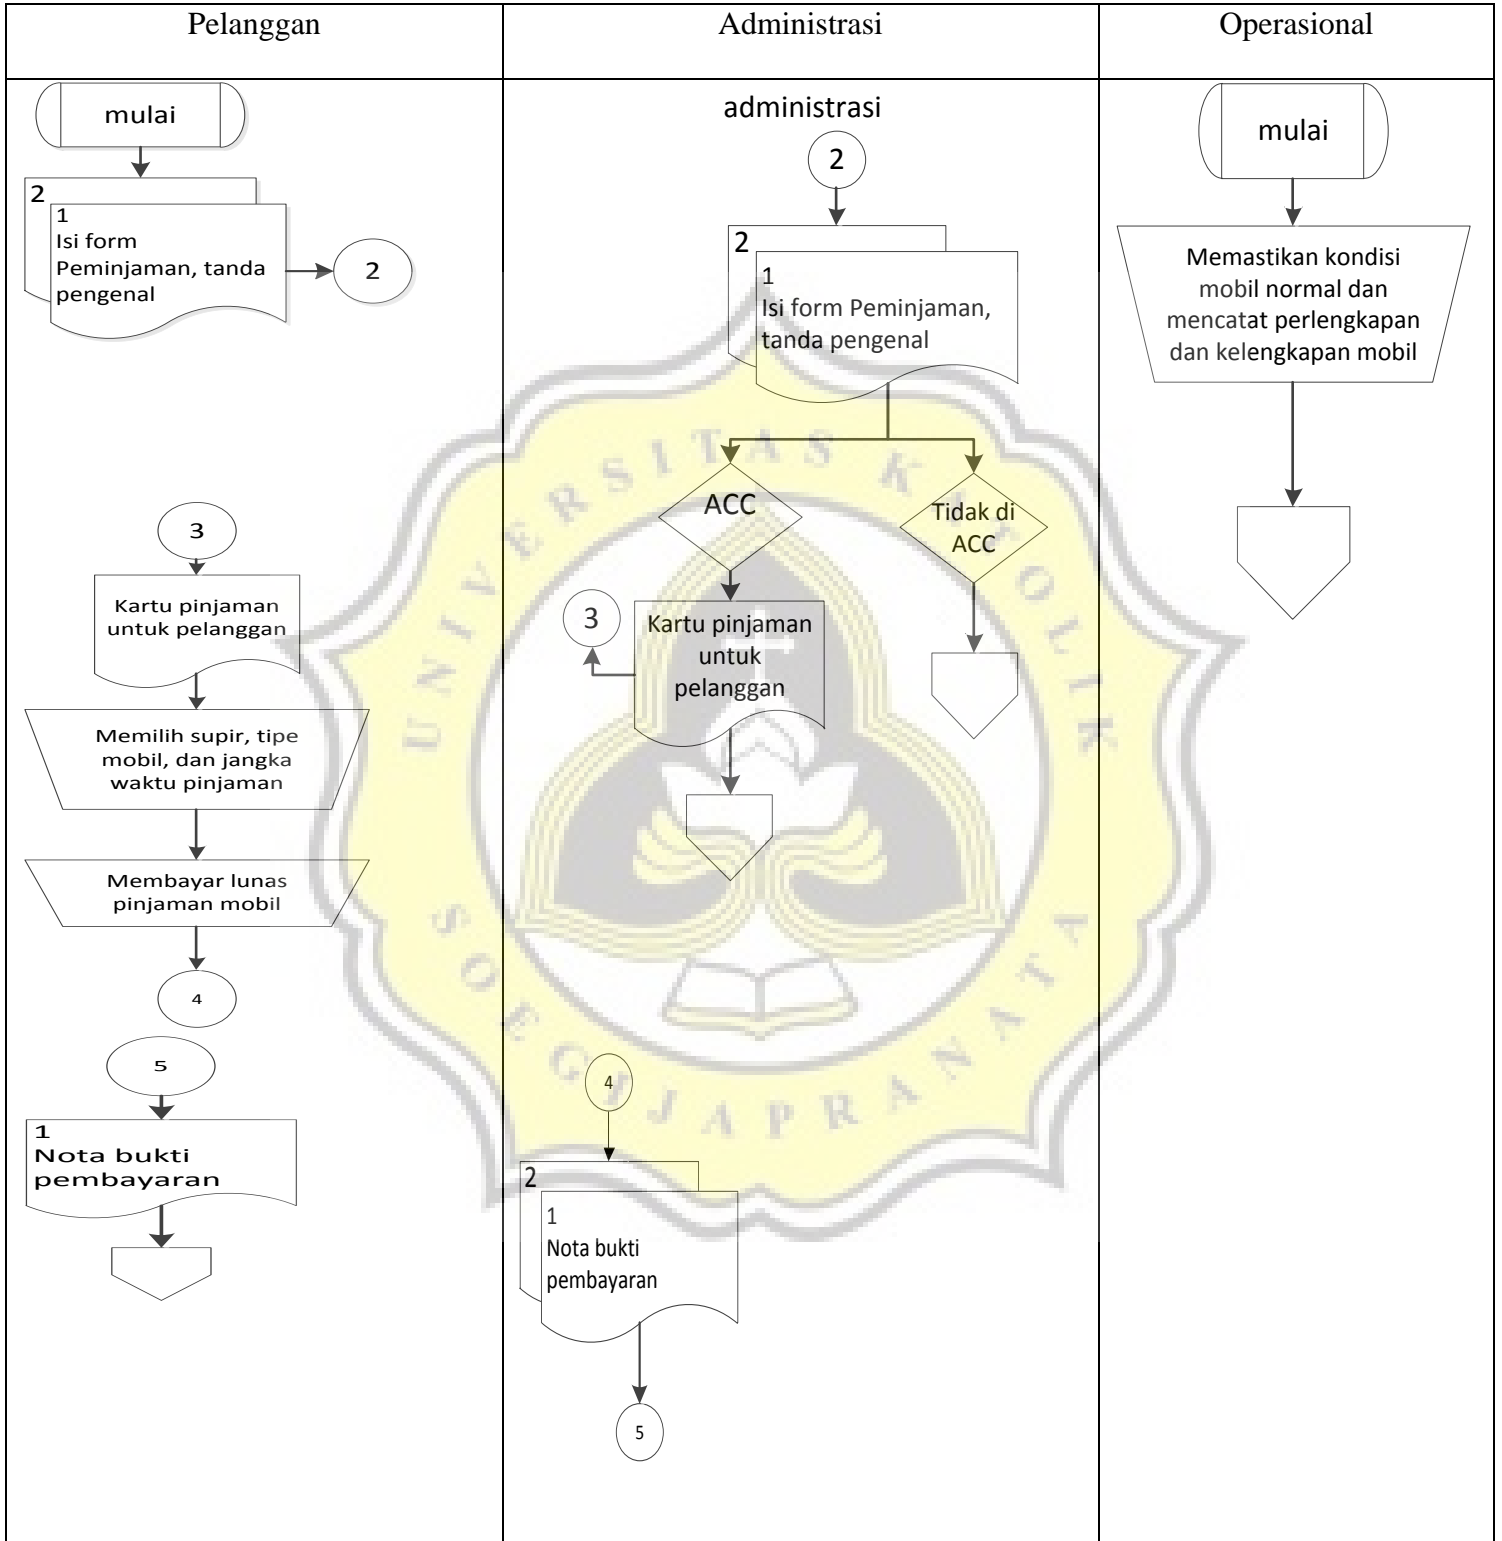 Pelanggan
Administrasi
Operasional
mulai
2
1
Isi form
Peminjaman, tanda
pengenal
2
3
Kartu pinjaman
untuk pelanggan
Memilih supir, tipe
mobil, dan jangka
waktu pinjaman
Membayar lunas
pinjaman mobil
4
5
1
Nota bukti
pembayaran
administrasi
2
2
1
Isi form Peminjaman,
tanda pengenal
ACC
Tidak di
ACC
3
Kartu pinjaman
untuk
pelanggan
4
2
1
Nota bukti
pembayaran
5
mulai
Memastikan kondisi
mobil normal dan
mencatat perlengkapan
dan kelengkapan mobil
UNIVERSITAS KATOLIK
SOEGIJAPRANATA